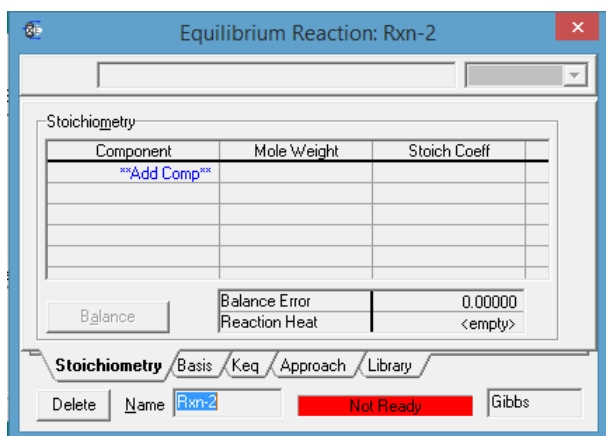 Equilibrium Reaction: Rxn-2
Stoichiometry
Component Mole Weight Stoich Coeff
**Add Comp**
Balance
Balance Error 0.00000
Reaction Heat <empty>
Stoichiometry Basis Keq Approach Library
Delete Name Rxn-2 Not Ready Gibbs